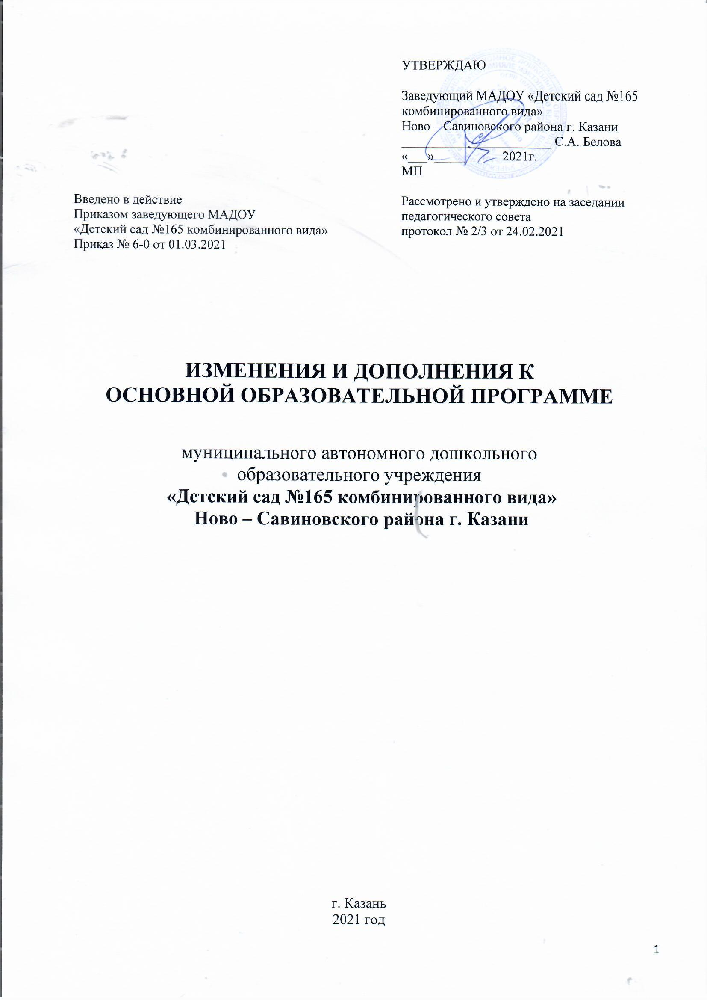 УТВЕРЖДАЮ
Заведующий МАДОУ «Детский сад №165
комбинированного вида»
Ново – Савиновского района г. Казани
_______________________ С.А. Белова
«___»__________ 2021г.
МП
Введено в действие
Приказом заведующего МАДОУ
«Детский сад №165 комбинированного вида»
Приказ № 6-0 от 01.03.2021
Рассмотрено и утверждено на заседании
педагогического совета
протокол № 2/3 от 24.02.2021
ИЗМЕНЕНИЯ И ДОПОЛНЕНИЯ К
ОСНОВНОЙ ОБРАЗОВАТЕЛЬНОЙ ПРОГРАММЕ
муниципального автономного дошкольного
образовательного учреждения
«Детский сад №165 комбинированного вида»
Ново – Савиновского района г. Казани
г. Казань
2021 год
1